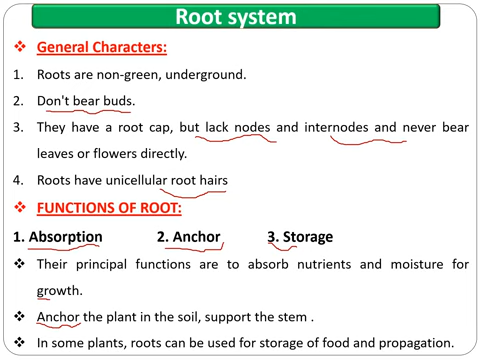 Root system
❖ General Characters:
1. Roots are non-green, underground.
2. Don't bear buds.
3. They have a root cap, but lack nodes and internodes and never bear
leaves or flowers directly.
4. Roots have unicellular root hairs
❖ FUNCTIONS OF ROOT:
1. Absorption 2. Anchor 3. Storage
❖ Their principal functions are to absorb nutrients and moisture for
growth.
❖ Anchor the plant in the soil, support the stem .
❖ In some plants, roots can be used for storage of food and propagation.